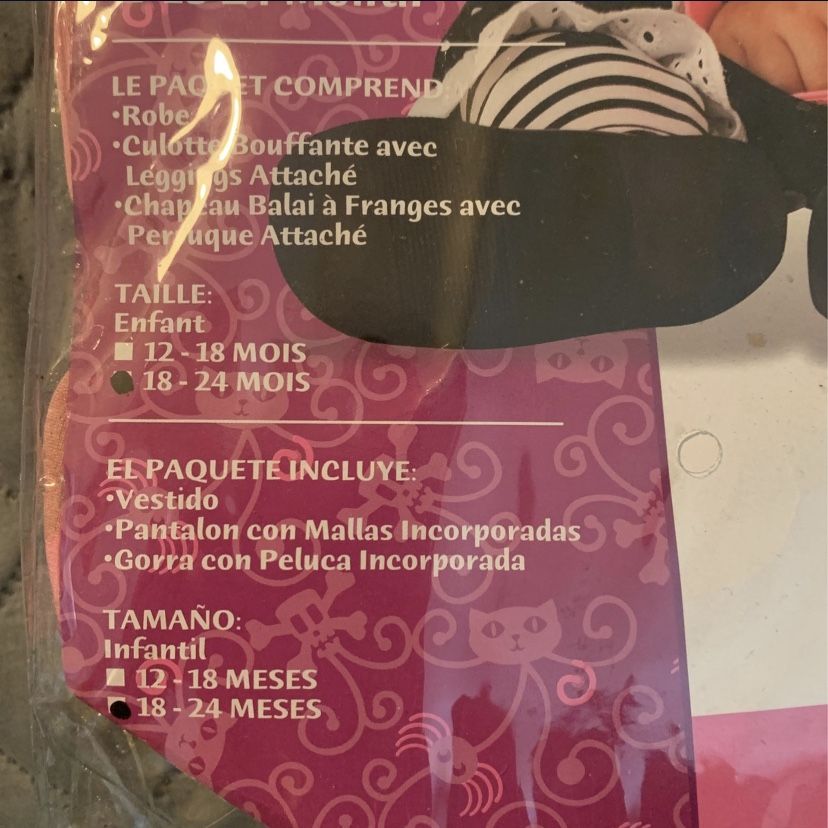 LE PAQUET COMPREND:
•Robe
•Culotte Bouffante avec
Léggings Attaché
•Chapeau Balai à Franges avec
Perruque Attaché
TAILLE:
Enfant
12 - 18 MOIS
18 - 24 MOIS
EL PAQUETE INCLUYE:
•Vestido
•Pantalon con Mallas Incorporadas
•Gorra con Peluca Incorporada
TAMAÑO:
Infantil
12 - 18 MESES
18 - 24 MESES